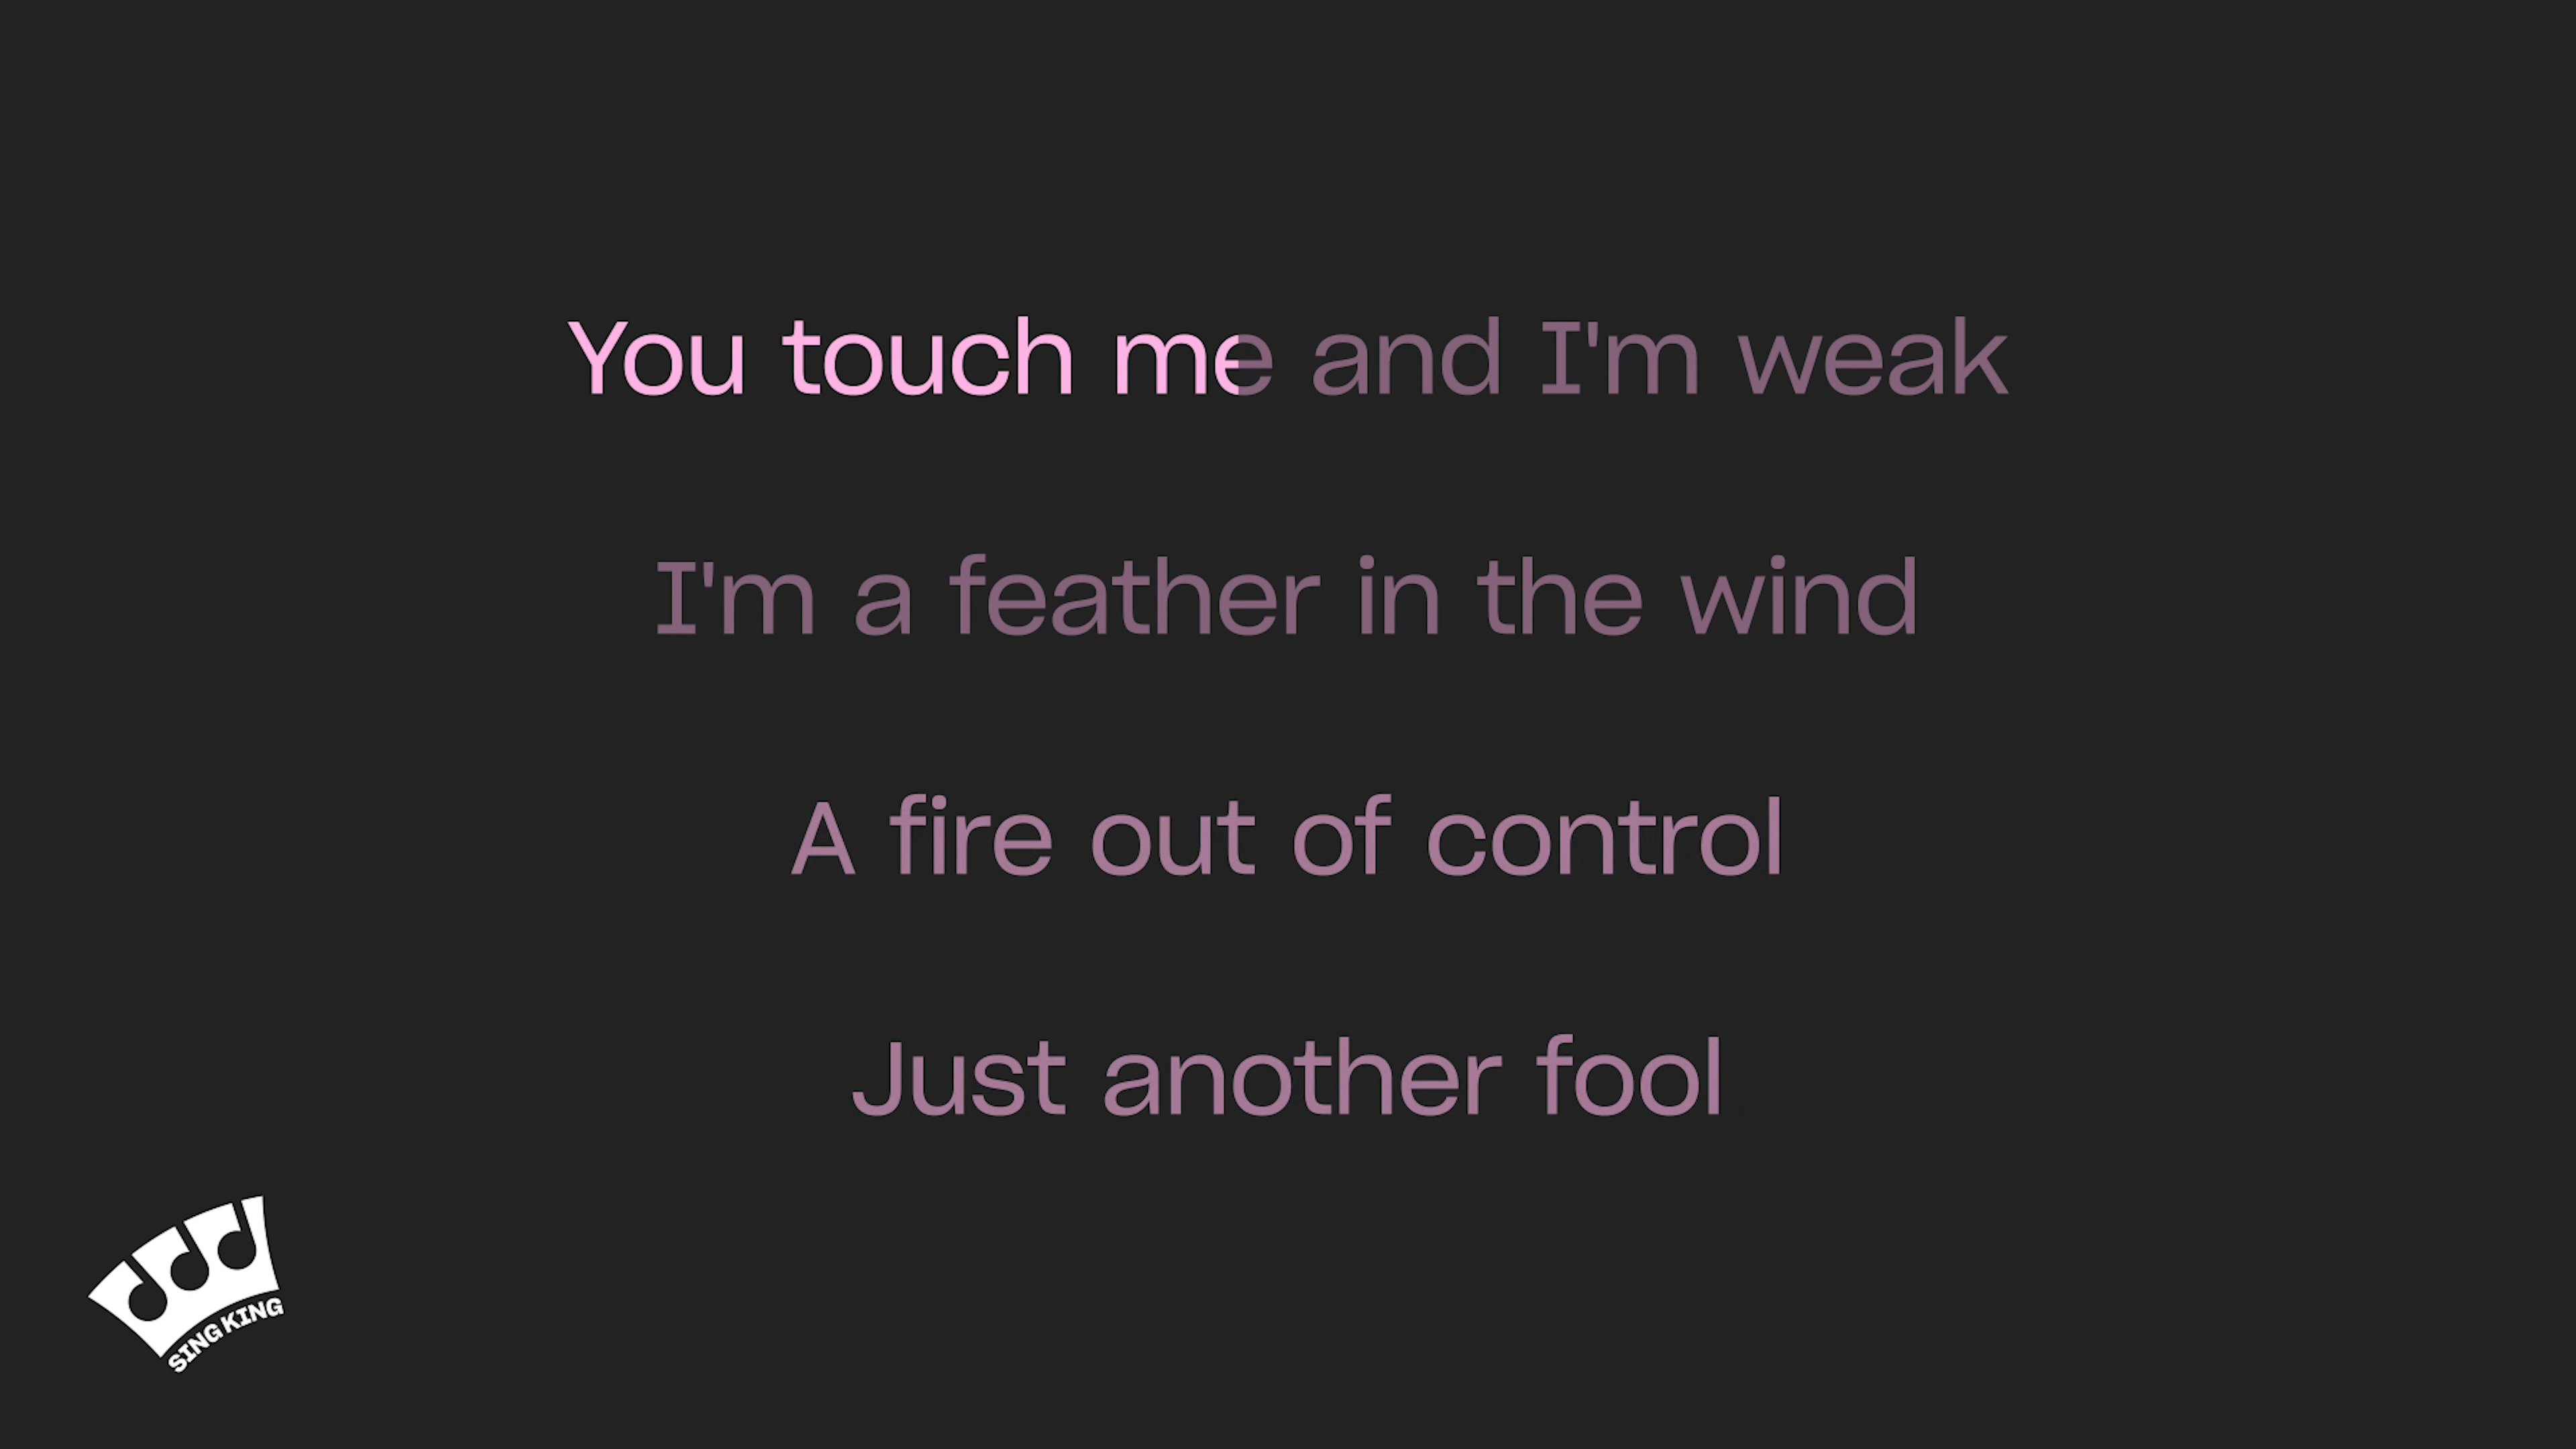 You touch me and I'm weak
I'm a feather in the wind
A fire out of control
Just another fool
SING KING